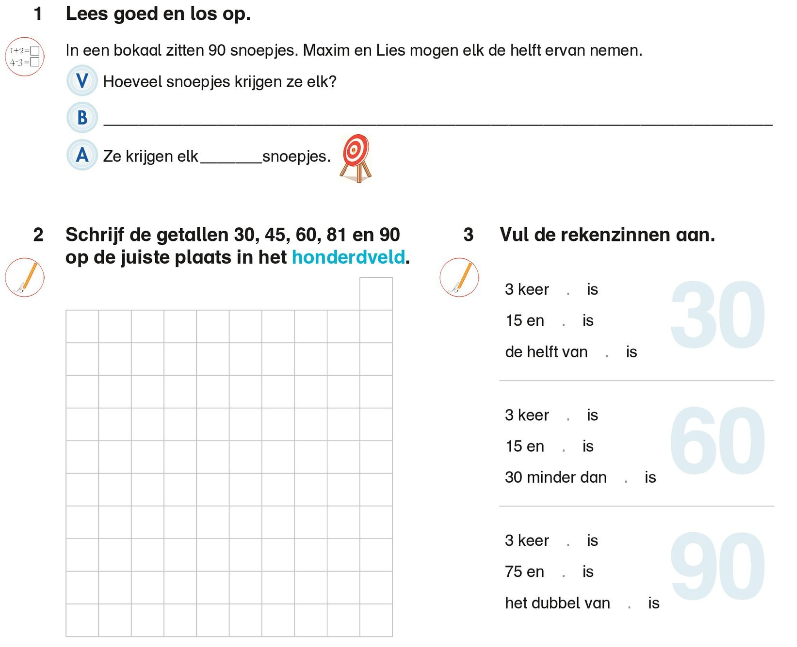 1 Lees goed en los op.
1+2=
4-3=
In een bokaal zitten 90 snoepjes. Maxim en Lies mogen elk de helft ervan nemen.
V Hoeveel snoepjes krijgen ze elk?
B ______
A Ze krijgen elk______snoepjes.
2 Schrijf de getallen 30, 45, 60, 81 en 90
op de juiste plaats in het honderdveld.
3 Vul de rekenzinnen aan.
3 keer . is
15 en . is
de helft van . is
30
3 keer . is
15 en . is
30 minder dan . is
60
3 keer . is
75 en . is
het dubbel van . is
90